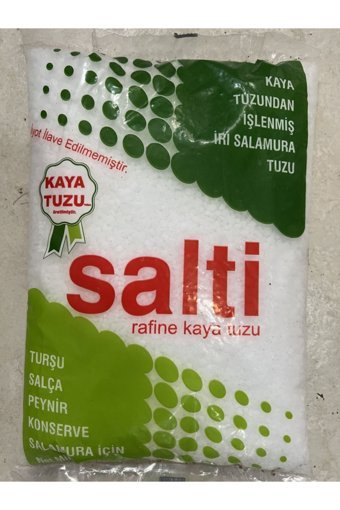 KAYA
TUZUNDAN
İŞLENMİŞ
İRİ SALAMURA
TUZU
İyot İlave Edilmemiştir.
KAYA
TUZU
üretilmiştir.
salti
rafine kaya tuzu
TURŞU
SALÇA
PEYNİR
KONSERVE
SALAMURA İÇİN